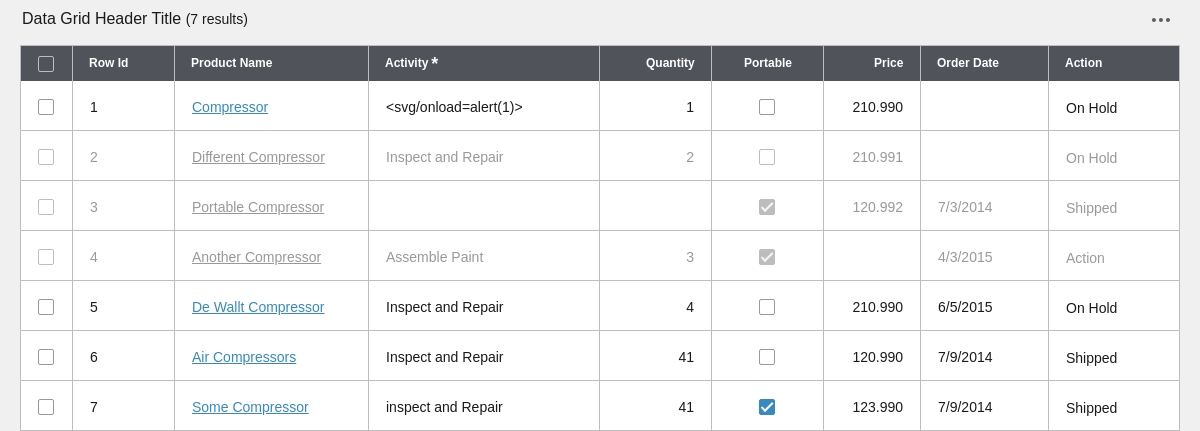 Data Grid Header Title (7 results)
Row Id Product Name Activity * Quantity Portable Price Order Date Action
1 Compressor <svg/onload=alert(1)> 1 210.990 On Hold
2 Different Compressor Inspect and Repair 2 210.991 On Hold
3 Portable Compressor 120.992 7/3/2014 Shipped
4 Another Compressor Assemble Paint 3 4/3/2015 Action
5 De Wallt Compressor Inspect and Repair 4 210.990 6/5/2015 On Hold
6 Air Compressors Inspect and Repair 41 120.990 7/9/2014 Shipped
7 Some Compressor inspect and Repair 41 123.990 7/9/2014 Shipped